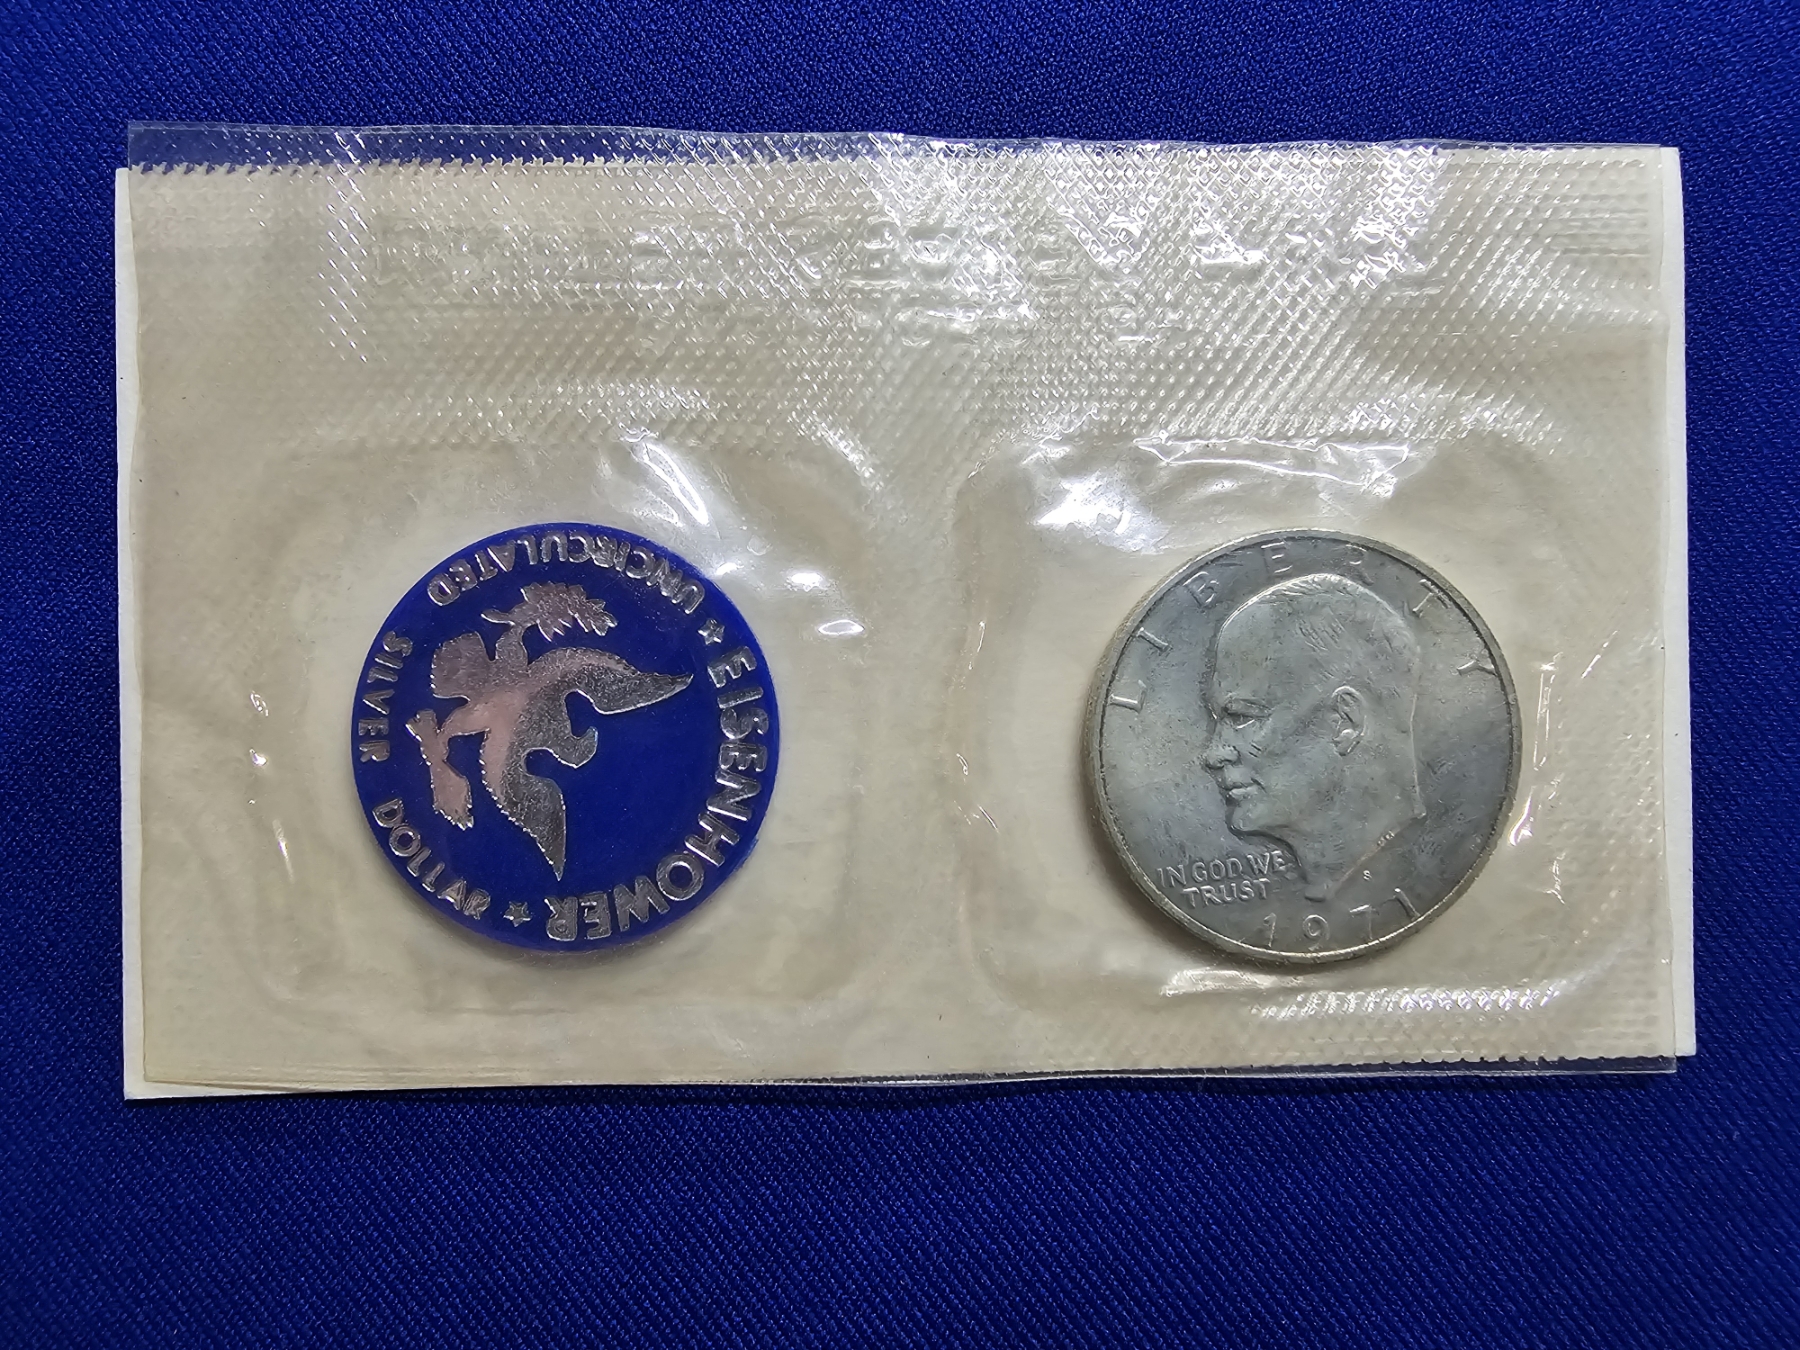 UNCIRCULATED
★ EISENHOWER ★
SILVER DOLLAR
LIBERTY
IN GOD WE
TRUST
S
1971